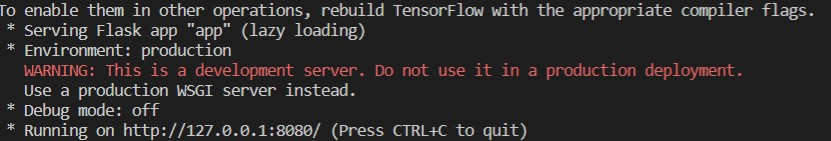 To enable them in other operations, rebuild TensorFlow with the appropriate compiler flags.
* Serving Flask app "app" (lazy loading)
* Environment: production
WARNING: This is a development server. Do not use it in a production deployment.
Use a production WSGI server instead.
* Debug mode: off
* Running on http://127.0.0.1:8080/ (Press CTRL+C to quit)